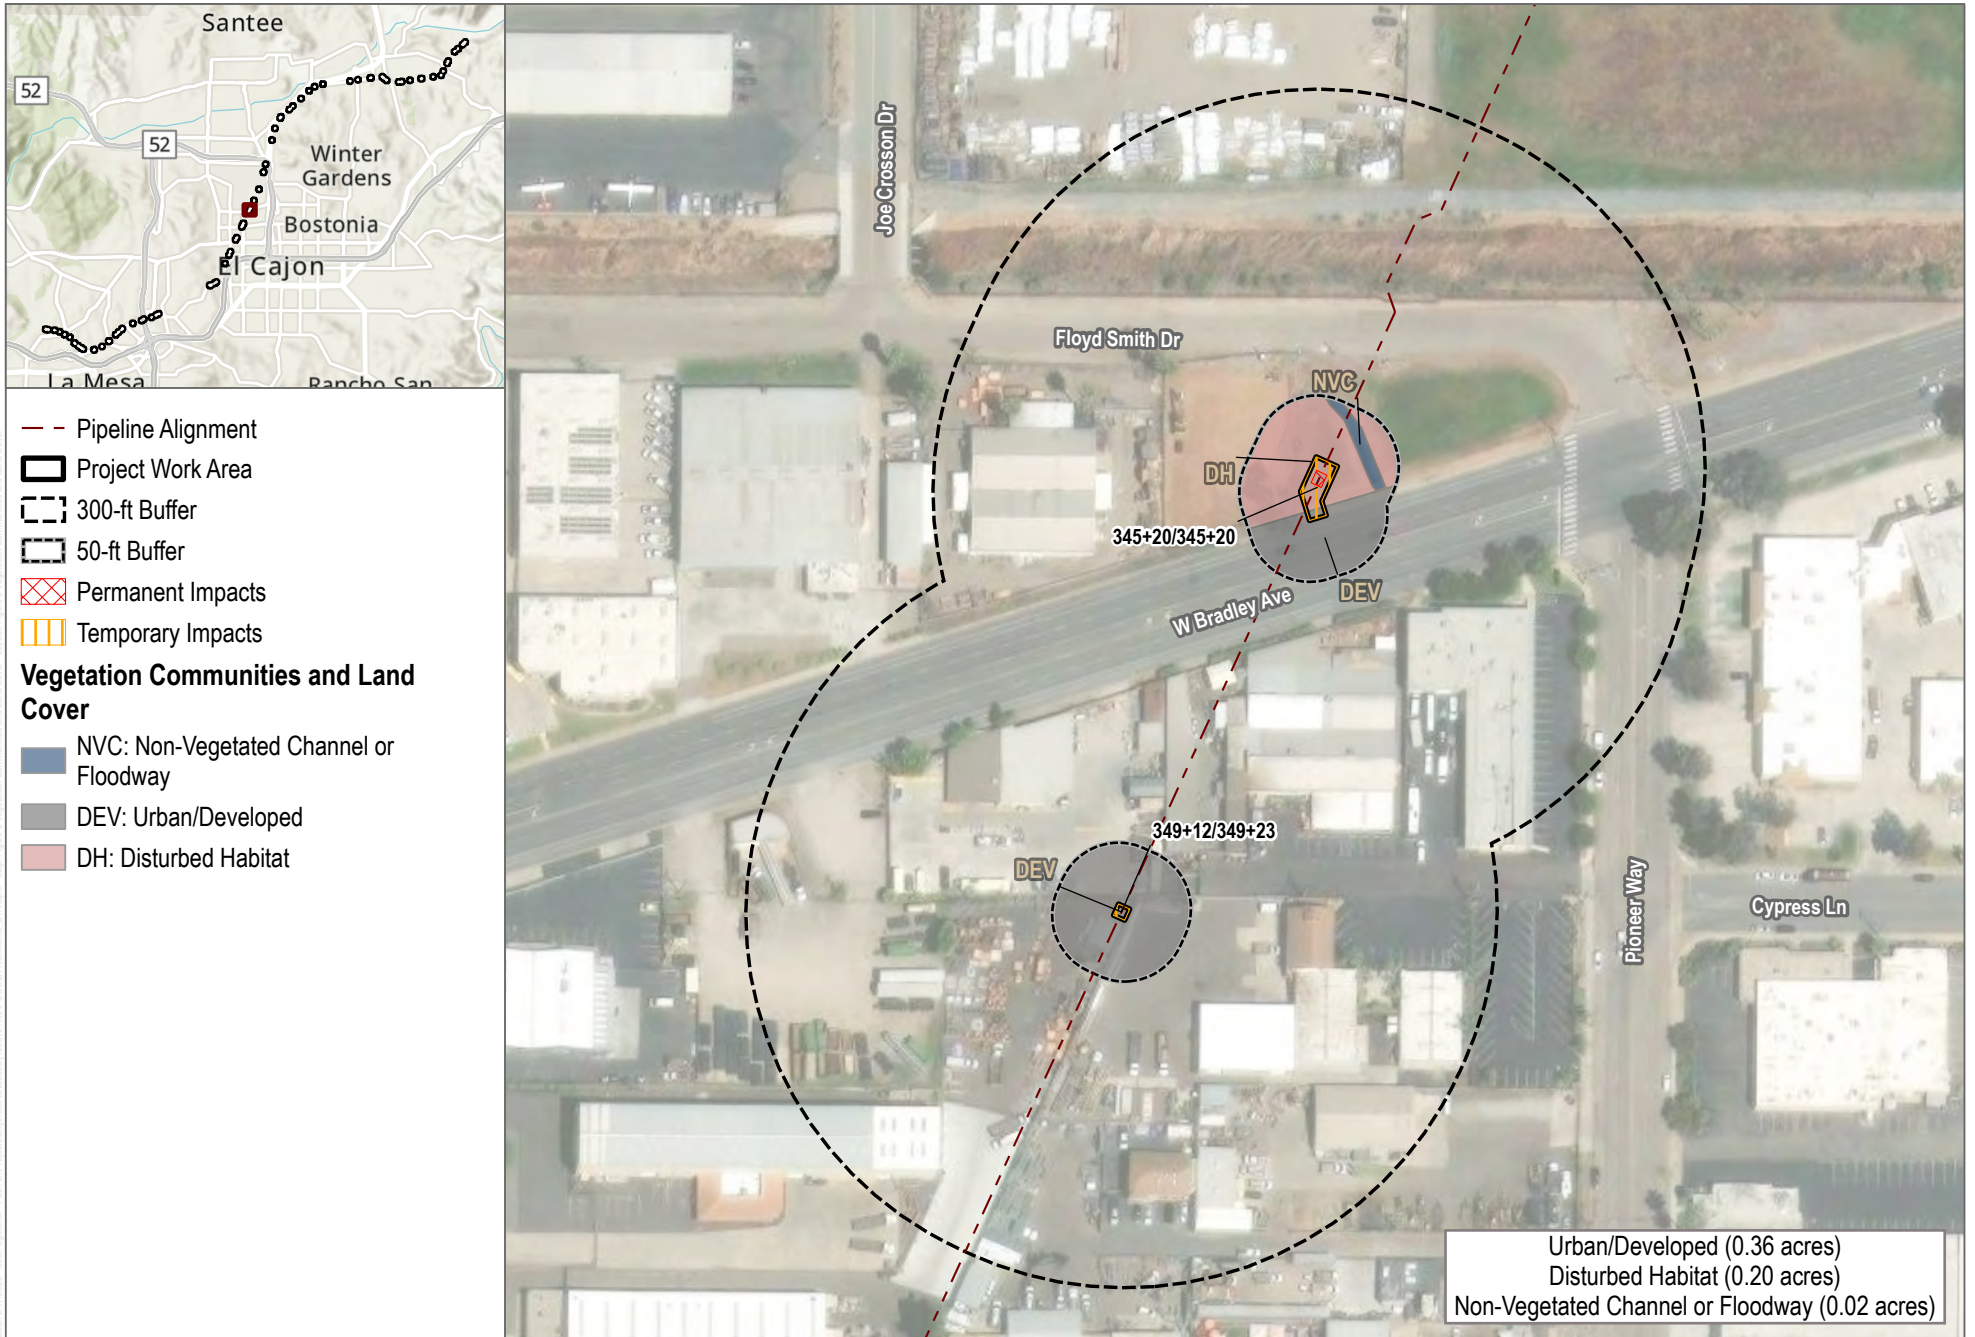 Santee
52
52
Winter
Gardens
Bostonia
El Cajon
La Mesa
Rancho San
Pipeline Alignment
Project Work Area
300-ft Buffer
50-ft Buffer
Permanent Impacts
Temporary Impacts
Vegetation Communities and Land
Cover
NVC: Non-Vegetated Channel or
Floodway
DEV: Urban/Developed
DH: Disturbed Habitat
Joe Crosson Dr
Floyd Smith Dr
NVC
DH
345+20/345+20
DEV
W Bradley Ave
349+12/349+23
DEV
Pioneer Way
Cypress Ln
Urban/Developed (0.36 acres)
Disturbed Habitat (0.20 acres)
Non-Vegetated Channel or Floodway (0.02 acres)